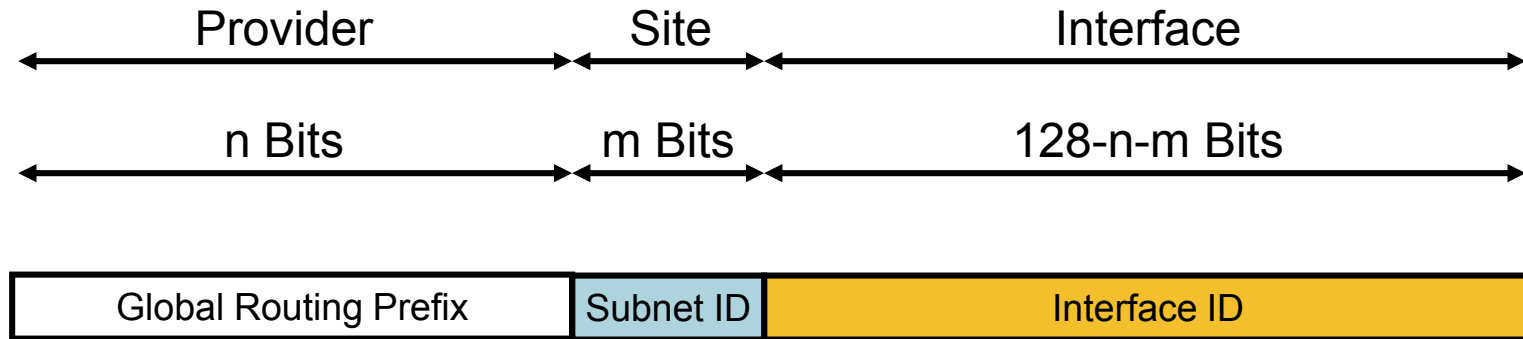 Provider Site Interface
n Bits m Bits 128-n-m Bits
Global Routing Prefix Subnet ID Interface ID